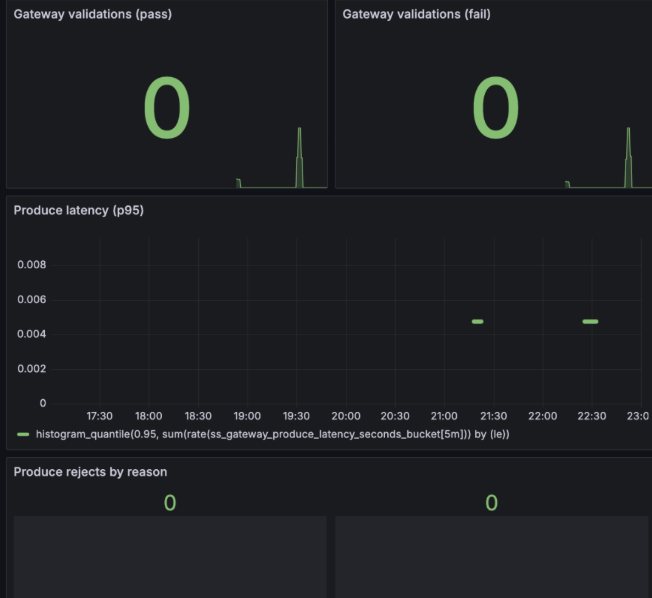 Gateway validations (pass)
Gateway validations (fail)
0
0
Produce latency (p95)
0.008
0.006
0.004
0.002
0
17:30 18:00 18:30 19:00 19:30 20:00 20:30 21:00 21:30 22:00 22:30 23:0
histogram_quantile(0.95, sum(rate(ss_gateway_produce_latency_seconds_bucket[5m])) by (le))
Produce rejects by reason
0
0